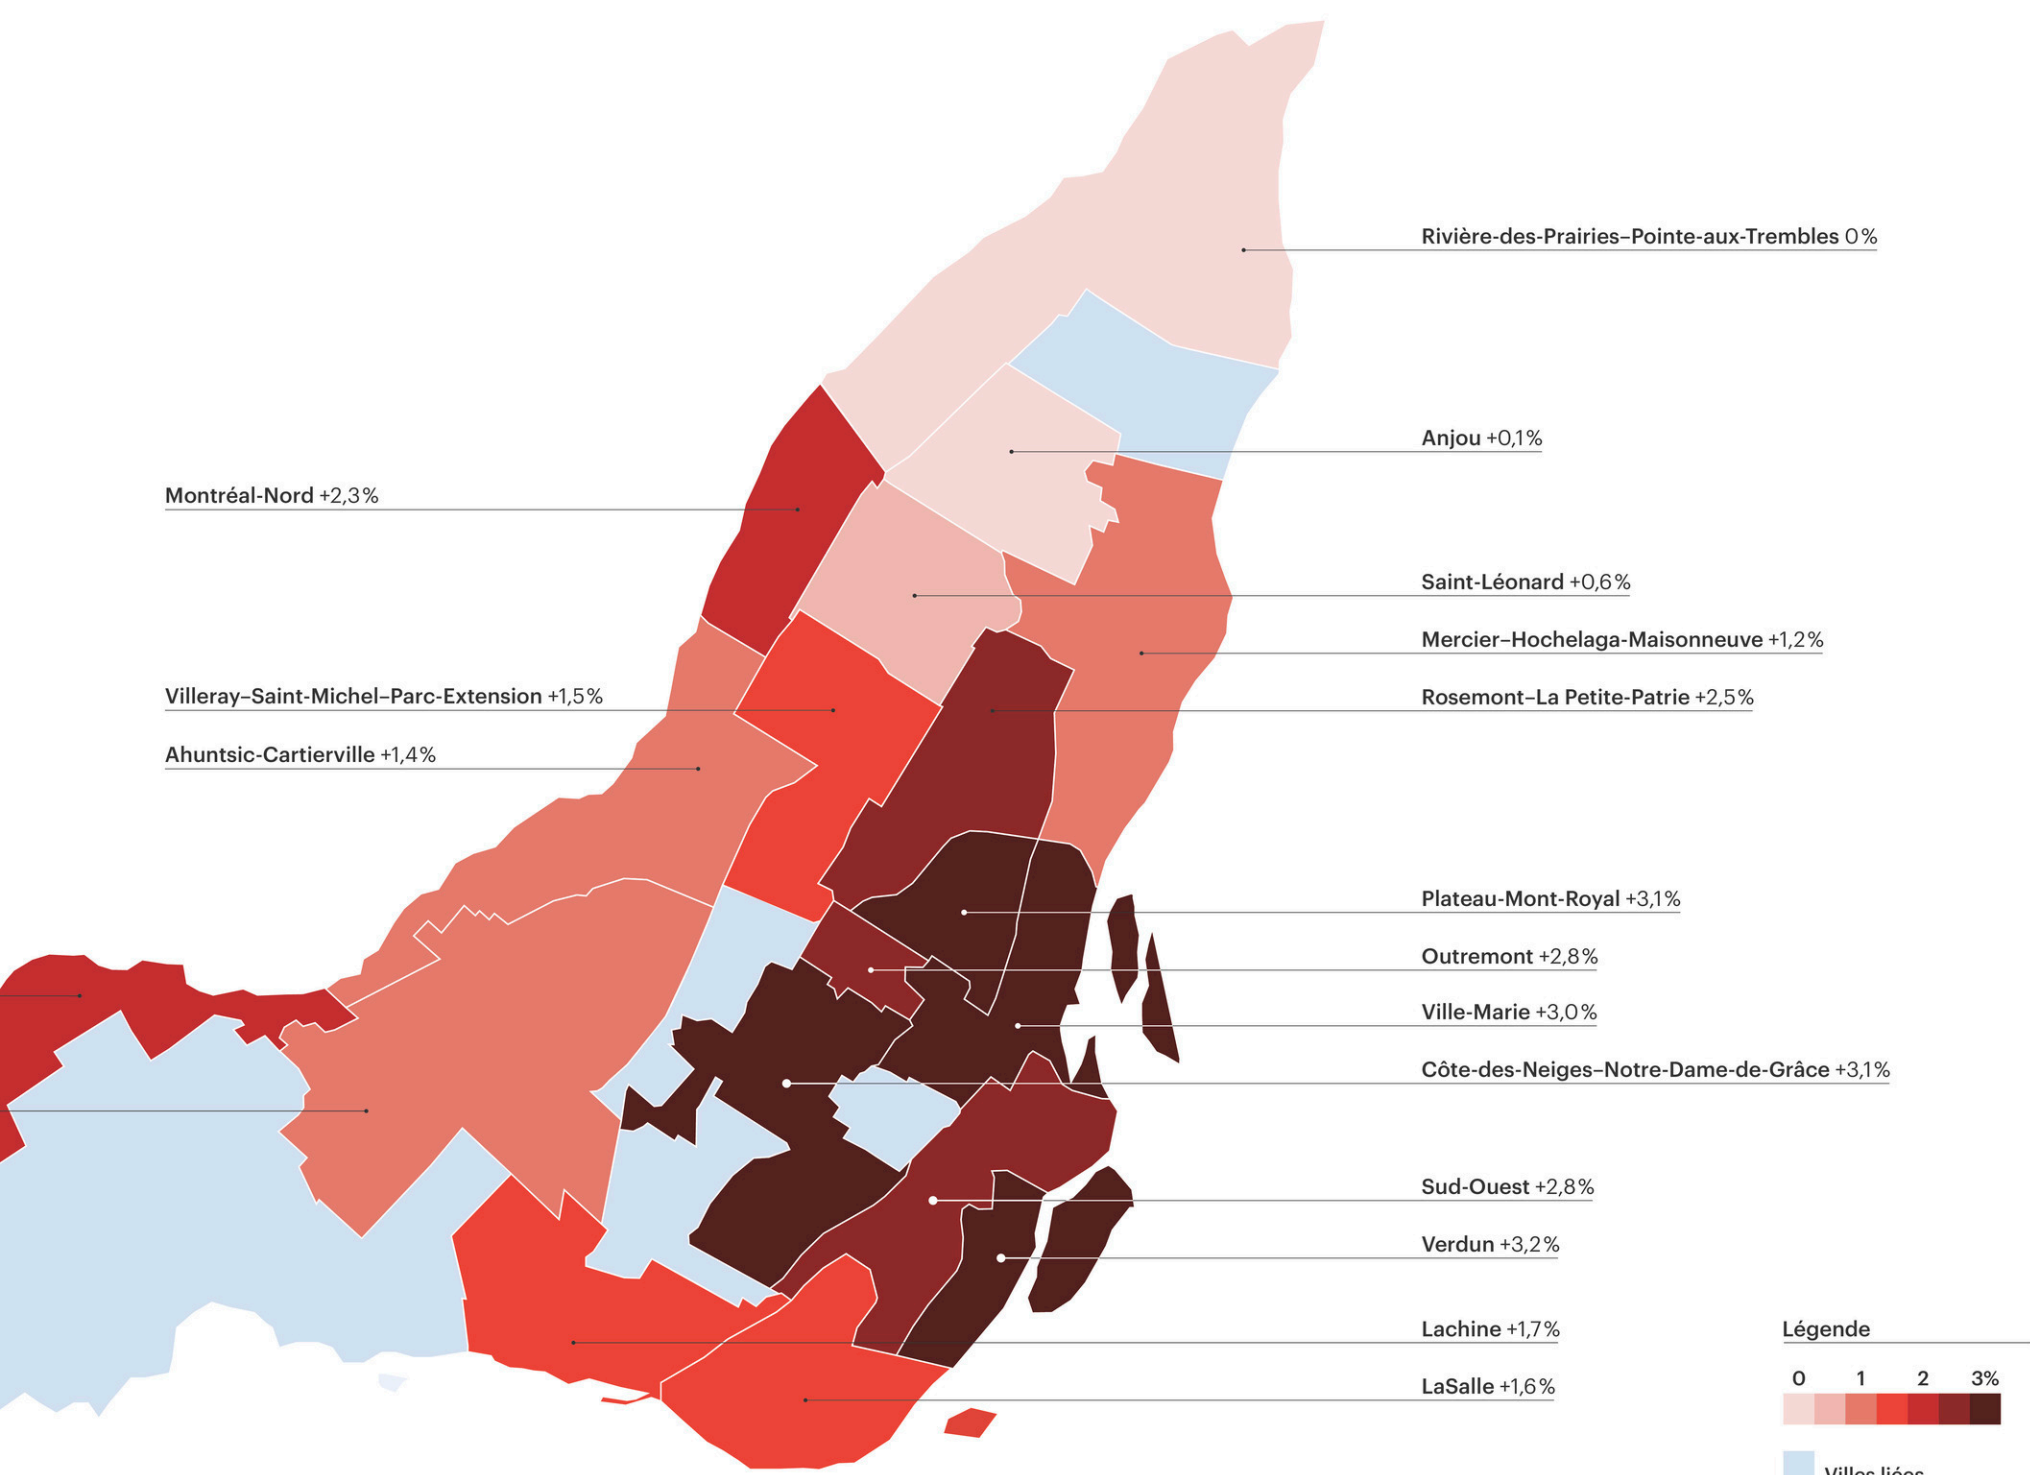 Rivière-des-Prairies–Pointe-aux-Trembles 0 %
Anjou +0,1 %
Montréal-Nord +2,3 %
Saint-Léonard +0,6 %
Mercier–Hochelaga-Maisonneuve +1,2 %
Villeray–Saint-Michel–Parc-Extension +1,5 %
Rosemont–La Petite-Patrie +2,5 %
Ahuntsic-Cartierville +1,4 %
Plateau-Mont-Royal +3,1 %
Outremont +2,8 %
Ville-Marie +3,0 %
Côte-des-Neiges–Notre-Dame-de-Grâce +3,1 %
Sud-Ouest +2,8 %
Verdun +3,2 %
Lachine +1,7 %
LaSalle +1,6 %
Légende
0 1 2 3%
Villes liées